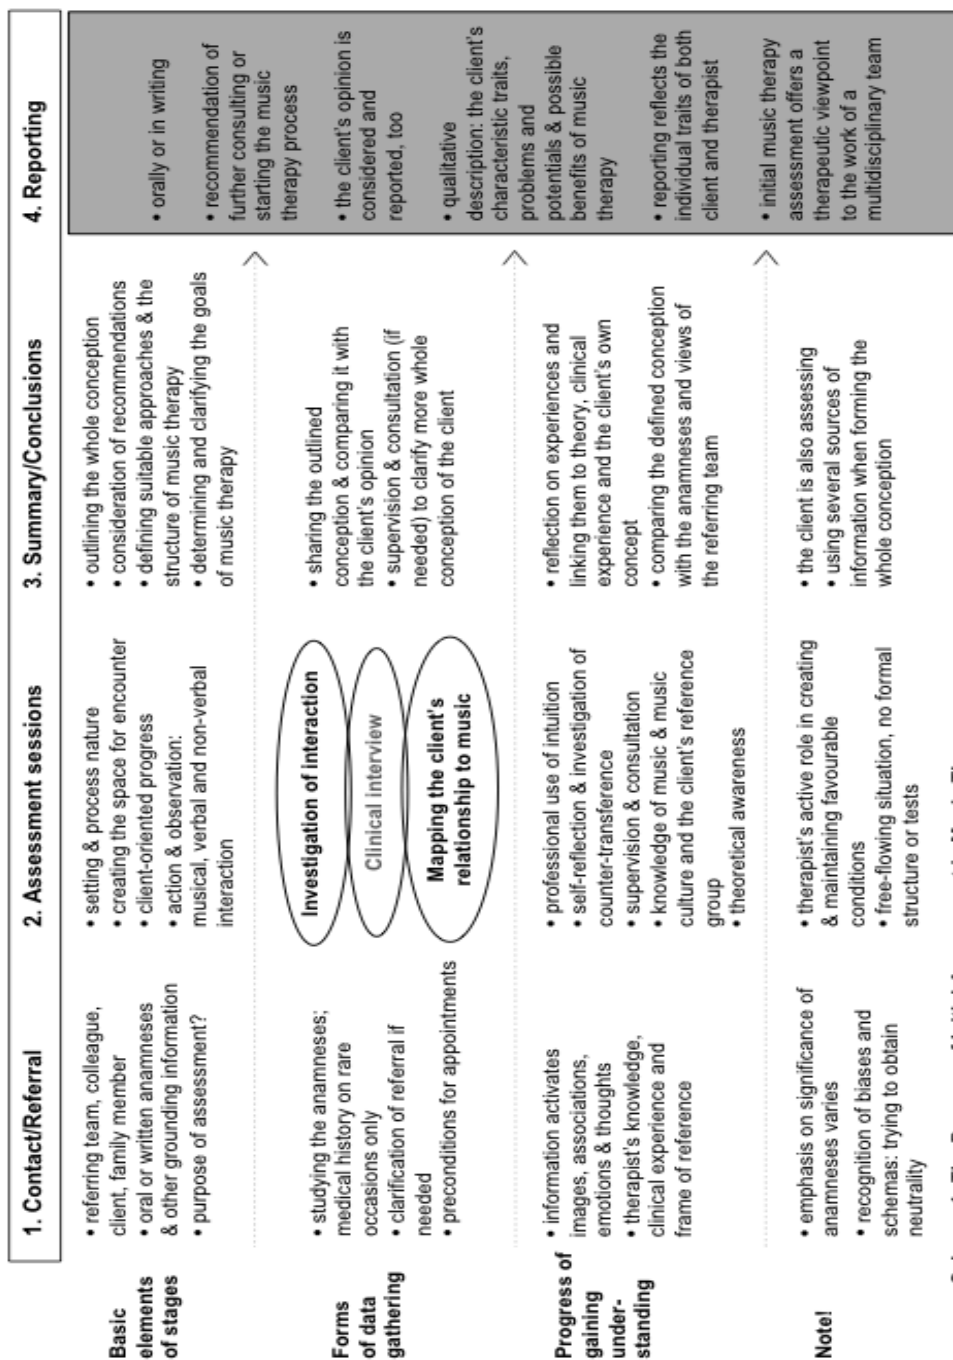 1. Contact/Referral
2. Assessment sessions
3. Summary/Conclusions
4. Reporting
Basic
elements
of stages
• referring team, colleague,
client, family member
• oral or written anamneses
& other grounding information
• purpose of assessment?
• setting & process nature
• creating the space for encounter
• client-oriented progress
• action & observation:
musical, verbal and non-verbal
interaction
• outlining the whole conception
• consideration of recommendations
• defining suitable approaches & the
structure of music therapy
• determining and clarifying the goals
of music therapy
Forms
of data
gathering
• studying the anamneses;
medical history on rare
occasions only
• clarification of referral if
needed
• preconditions for appointments
Investigation of interaction
Clinical interview
Mapping the client's
relationship to music
• sharing the outlined
conception & comparing it with
the client's opinion
• supervision & consultation (if
needed) to clarify more whole
conception of the client
Progress of
gaining
under-
standing
• information activates
images, associations,
emotions & thoughts
• therapist's knowledge,
clinical experience and
frame of reference
• professional use of intuition
• self-reflection & investigation of
counter-transference
• supervision & consultation
• knowledge of music & music
culture and the client's reference
group
• theoretical awareness
• reflection on experiences and
linking them to theory, clinical
experience and the client's own
concept
• comparing the defined conception
with the anamneses and views of
the referring team
Note!
• emphasis on significance of
anamneses varies
• recognition of biases and
schemas: trying to obtain
neutrality
• therapist's active role in creating
& maintaining favourable
conditions
• free-flowing situation, no formal
structure or tests
• the client is also assessing
• using several sources of
information when forming the
whole conception
• orally or in writing
• recommendation of
further consulting or
starting the music
therapy process
• the client's opinion is
considered and
reported, too
• qualitative
description: the client's
characteristic traits,
problems and
potentials & possible
benefits of music
therapy
• reporting reflects the
individual traits of both
client and therapist
• initial music therapy
assessment offers a
therapeutic viewpoint
to the work of a
multidisciplinary team